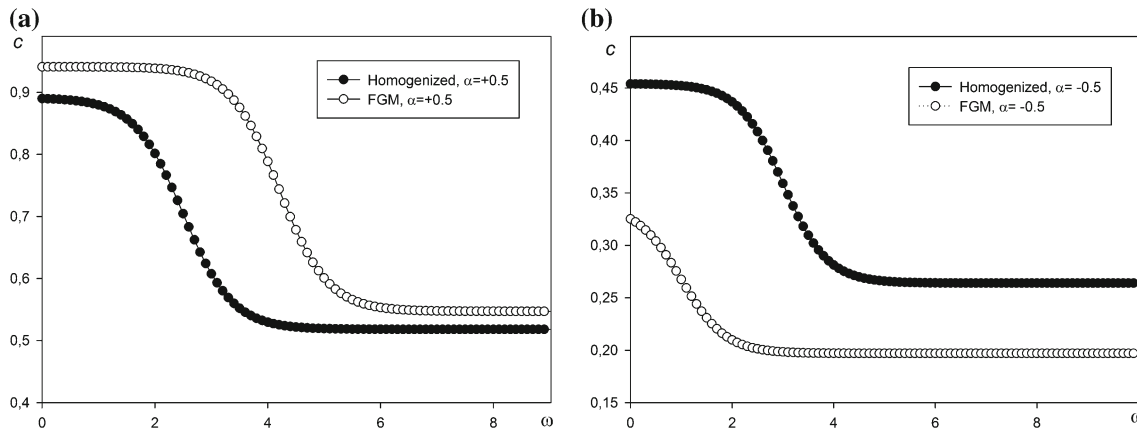 (a)
c
0,9
0,8
0,7
0,6
0,5
0,4
0
2
4
6
8
ω
Homogenized, α=+0.5
FGM, α=+0.5
(b)
c
0,45
0,40
0,35
0,30
0,25
0,20
0,15
0
2
4
6
8
ω
Homogenized, α= -0.5
FGM, α= -0.5